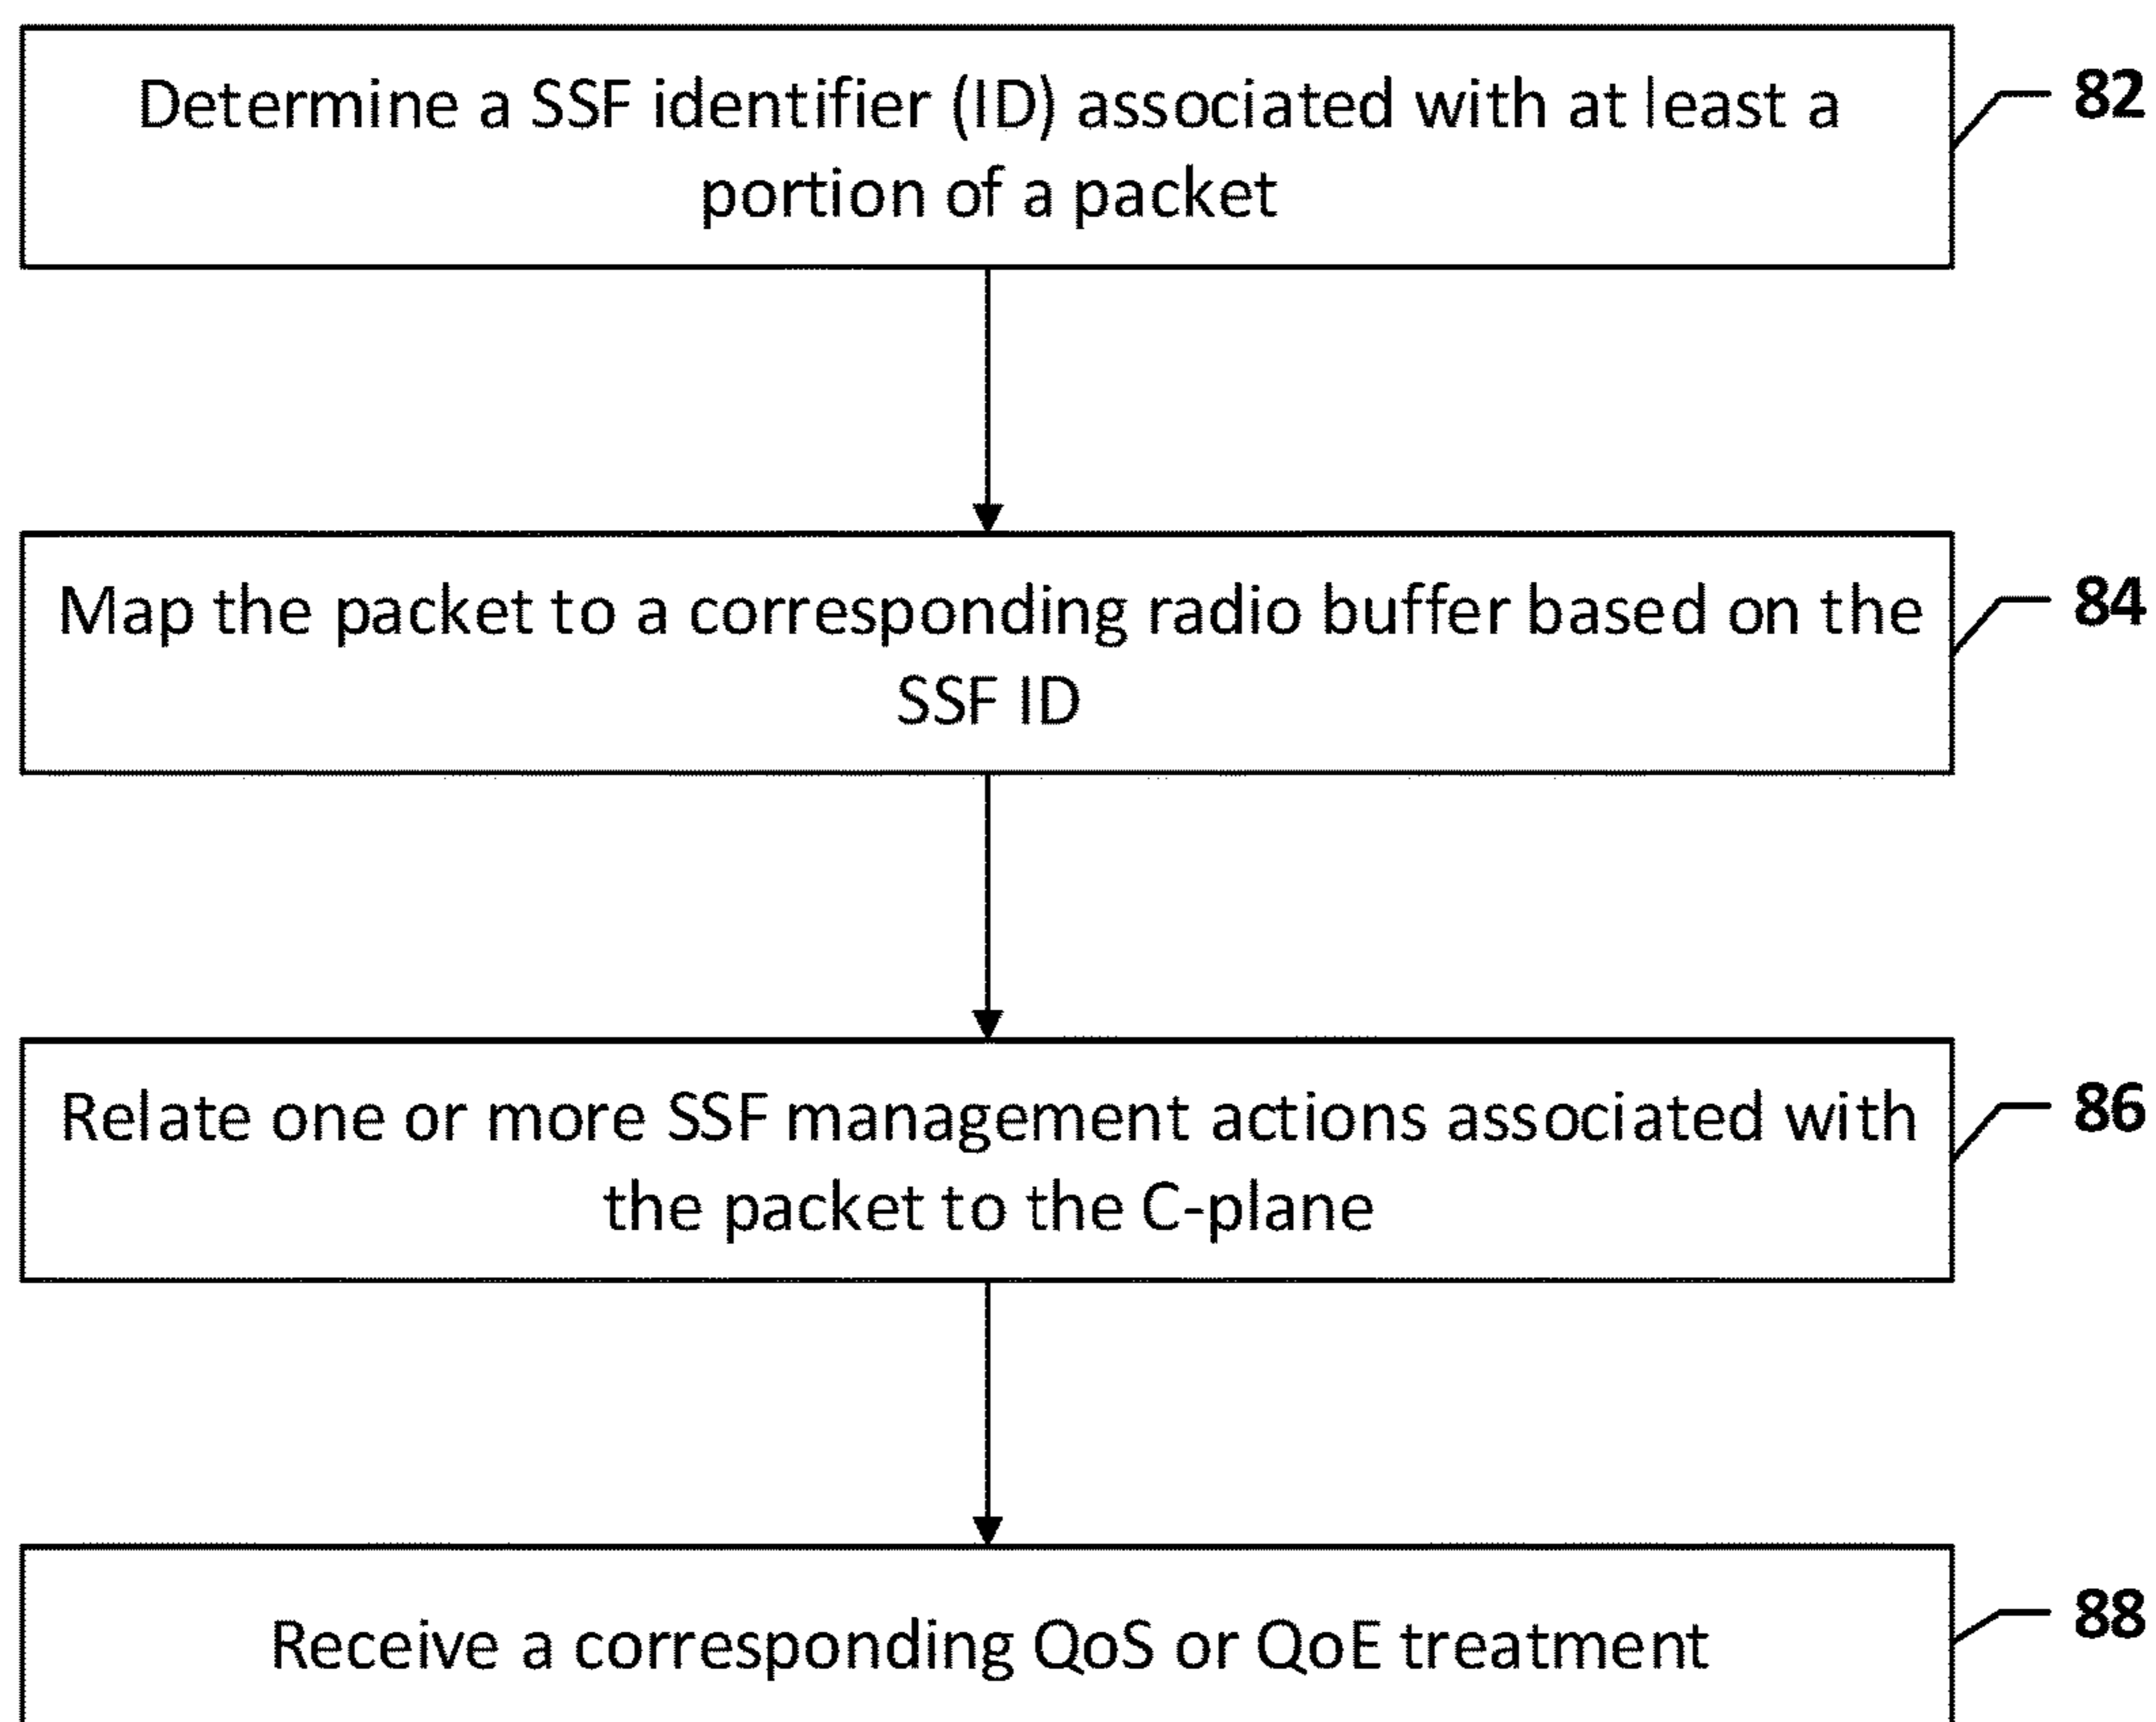 Determine a SSF identifier (ID) associated with at least a
portion of a packet
82
Map the packet to a corresponding radio buffer based on the
SSF ID
84
Relate one or more SSF management actions associated with
the packet to the C-plane
86
Receive a corresponding QoS or QoE treatment
88